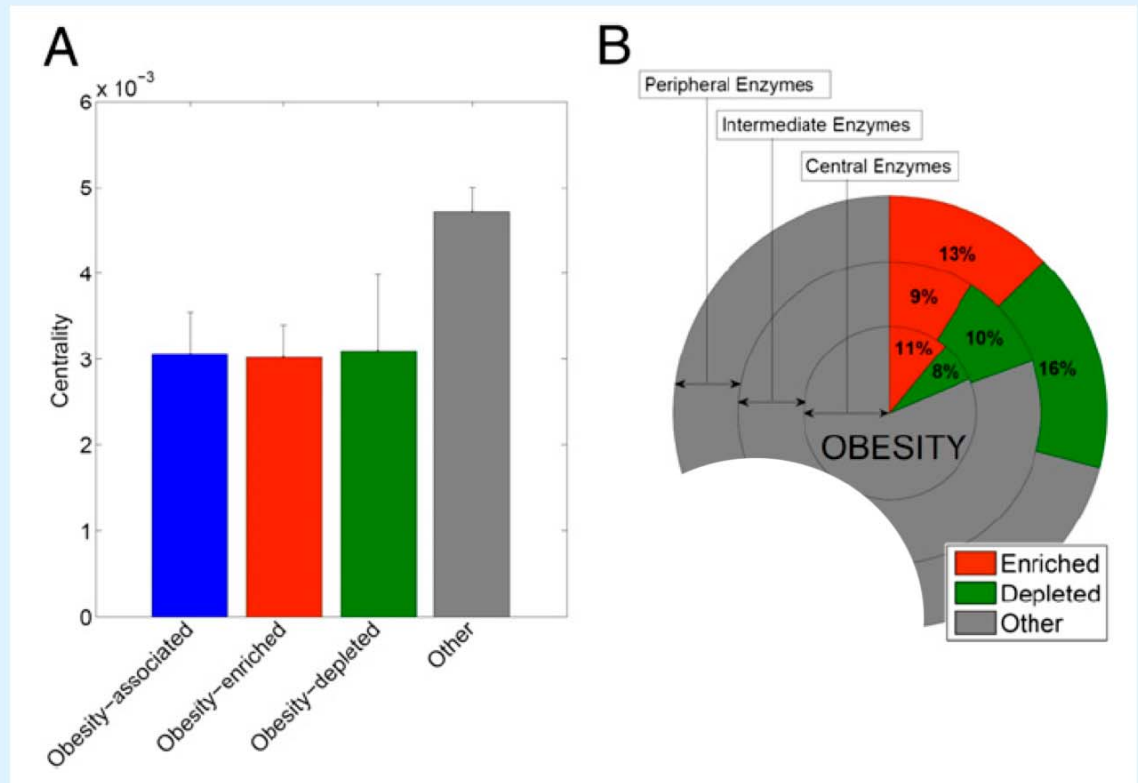 A
x 10⁻³
6
5
4
3
2
1
0
Centrality
Obesity-associated
Obesity-enriched
Obesity-depleted
Other
B
Peripheral Enzymes
Intermediate Enzymes
Central Enzymes
13%
9%
10%
11%
8%
16%
OBESITY
Enriched
Depleted
Other